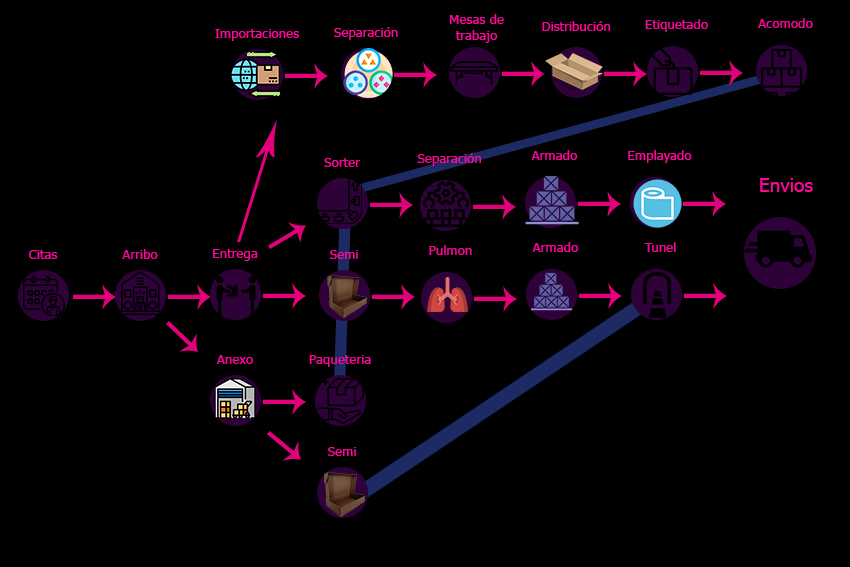 Importaciones
Separación
Mesas de
trabajo
Distribución
Etiquetado
Acomodo
Sorter
Separación
Armado
Emplayado
Envios
Citas
Arribo
Entrega
Semi
Pulmon
Armado
Tunel
Anexo
Paqueteria
Semi